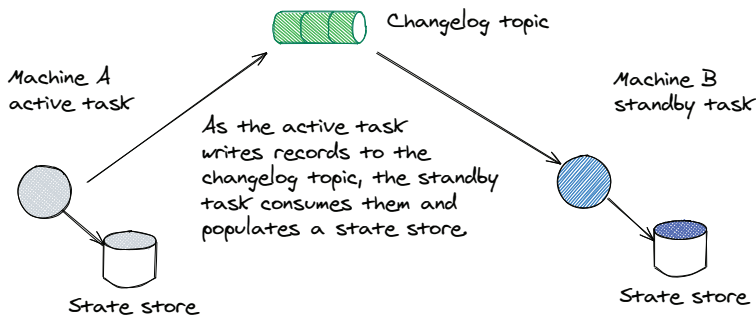 Changelog topic
Machine A
active task
Machine B
standby task
As the active task
writes records to the
changelog topic, the standby
task consumes them and
populates a state store
State store
State store